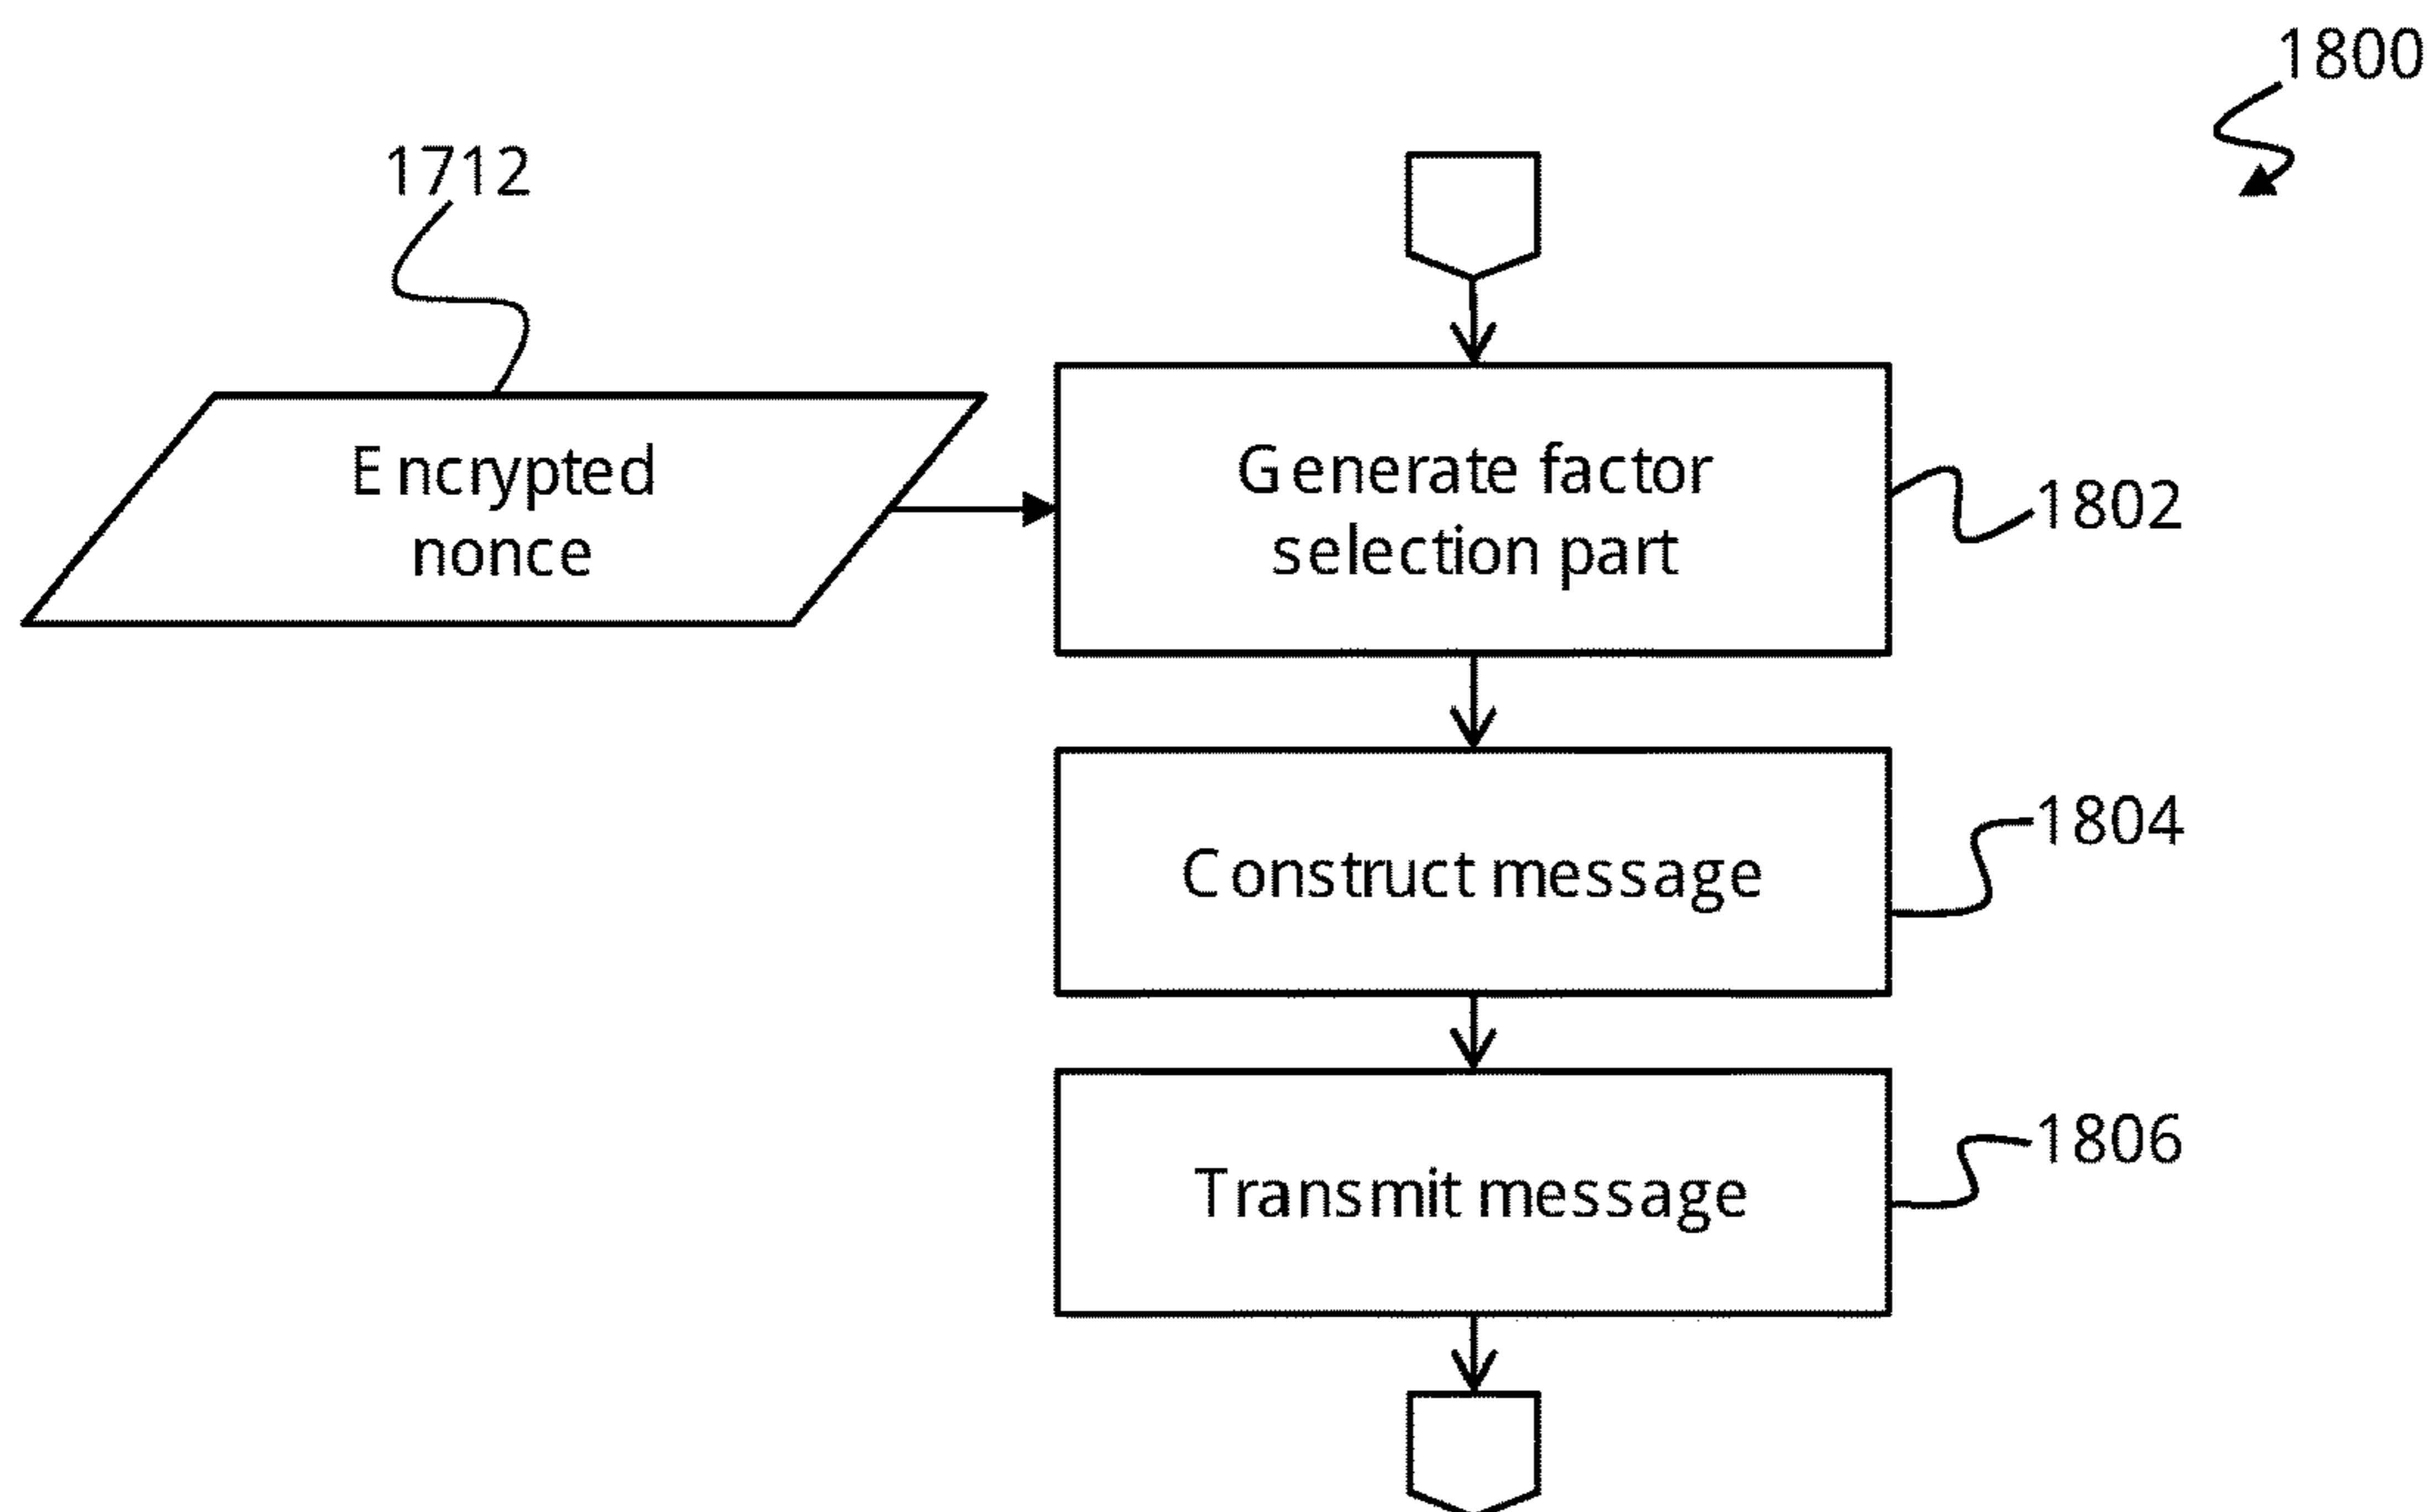 1800
1712
Encrypted
nonce
Generate factor
selection part
1802
Construct message
1804
Transmit message
1806